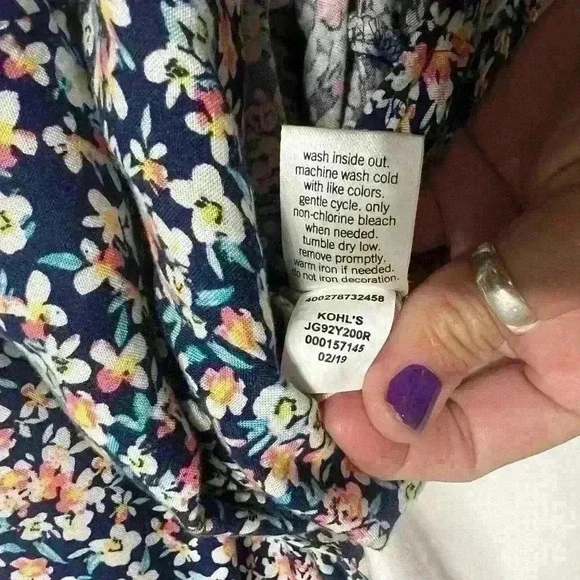 wash inside out.
machine wash cold
with like colors.
gentle cycle. only
non-chlorine bleach
when needed.
tumble dry low.
remove promptly.
warm iron if needed.
do not iron decoration.
400276732458
KOHL'S
JG92Y200R
000157145
02/19